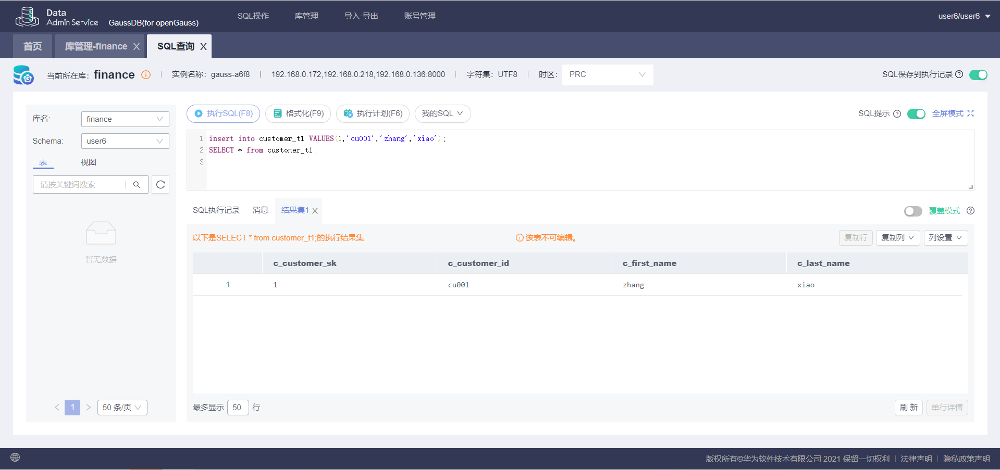 Data
Admin Service GaussDB(for openGauss) SQL操作 库管理 导入·导出 账号管理 user6/user6
首页 库管理-finance X SQL查询 X
当前所在库: finance 实例名称: gauss-a6f8 192.168.0.172,192.168.0.218,192.168.0.136:8000 字符集: UTF8 时区: PRC SQL保存到执行记录
库名: finance
Schema: user6
表 视图
请按关键词搜索
暂无数据
< 1 > 50 条/页
执行SQL(F8) 格式化(F9) 执行计划(F6) 我的SQL SQL提示 全屏模式
1 insert into customer_t1 VALUES(1,'cu001','zhang','xiao');
2 SELECT * from customer_t1;
3
SQL执行记录 消息 结果集1 X 覆盖模式
以下是SELECT * from customer_t1;的执行结果集 该表不可编辑。 复制行 复制列 列设置
c_customer_sk c_customer_id c_first_name c_last_name
1 1 cu001 zhang xiao
最多显示 50 行 刷 新 单行详情
版权所有©华为软件技术有限公司 2021 保留一切权利 | 法律声明 | 隐私政策声明